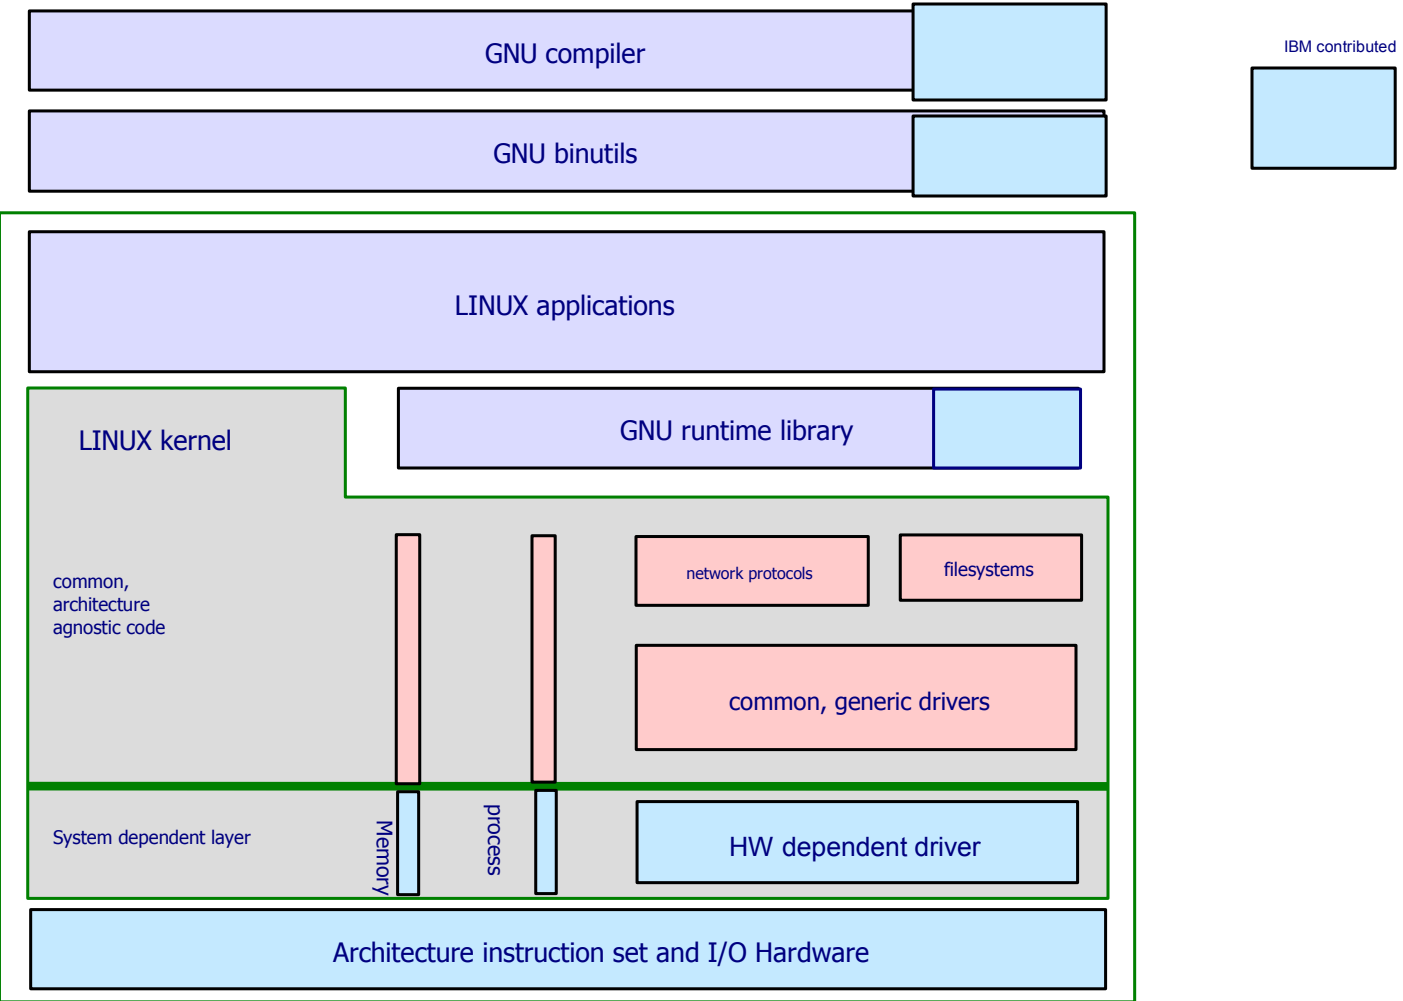 GNU compiler
IBM contributed
GNU binutils
LINUX applications
LINUX kernel
GNU runtime library
common,
architecture
agnostic code
network protocols
filesystems
common, generic drivers
System dependent layer
Memory
process
HW dependent driver
Architecture instruction set and I/O Hardware